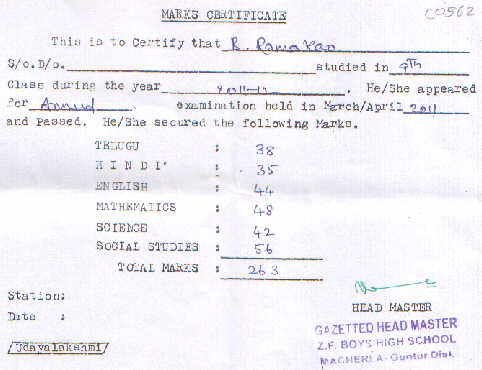 MARKS CERTIFICATE
C0562
This is to Certify that
S/o.D/o. studied in 9th
Class during the year . He/She appeared
for Annual examination held in March/April 2011
and Passed. He/She secured the following Marks.
TELUGU : 38
HINDI : 35
ENGLISH : 44
MATHEMATICS : 48
SCIENCE : 42
SOCIAL STUDIES : 56
TOTAL MARKS : 263
Station:
Date :
HEAD MASTER
GAZETTED HEAD MASTER
Z.P. BOYS HIGH SCHOOL
MACHERLA- Guntur Dist.
/Udayalakshmi/